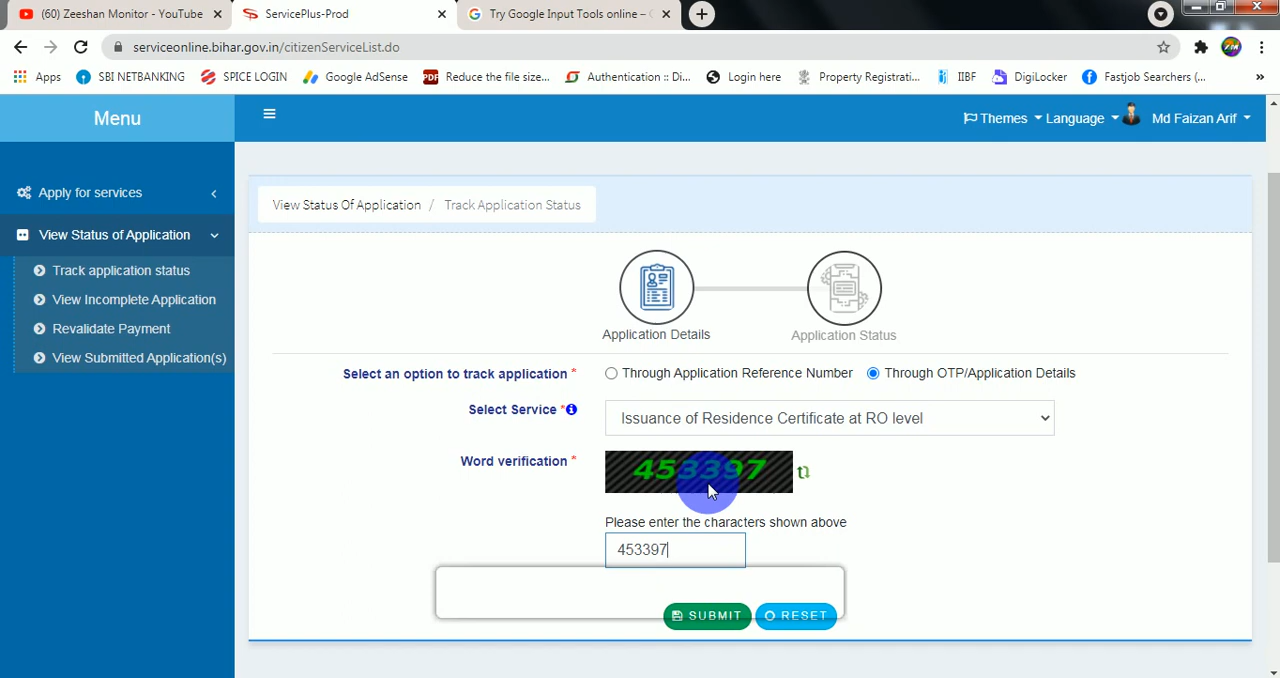 (60) Zeeshan Monitor - YouTube
ServicePlus-Prod
Try Google Input Tools online –
serviceonline.bihar.gov.in/citizenServiceList.do
Apps SBI NETBANKING SPICE LOGIN Google AdSense PDF Reduce the file size... Authentication :: Di... Login here Property Registrati... IIBF DigiLocker Fastjob Searchers (... »
Menu
Themes Language Md Faizan Arif
Apply for services
View Status of Application
Track application status
View Incomplete Application
Revalidate Payment
View Submitted Application(s)
View Status Of Application / Track Application Status
Application Details
Application Status
Select an option to track application * Through Application Reference Number Through OTP/Application Details
Select Service * Issuance of Residence Certificate at RO level
Word verification * 453397
Please enter the characters shown above
453397
SUBMIT RESET